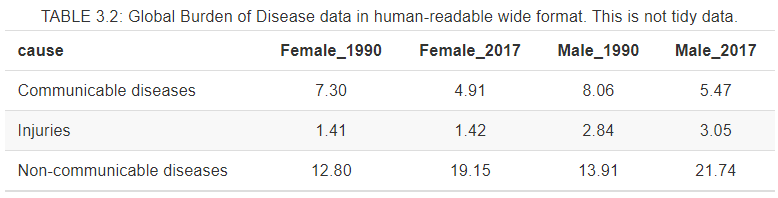 TABLE 3.2: Global Burden of Disease data in human-readable wide format. This is not tidy data.
cause Female_1990 Female_2017 Male_1990 Male_2017
Communicable diseases 7.30 4.91 8.06 5.47
Injuries 1.41 1.42 2.84 3.05
Non-communicable diseases 12.80 19.15 13.91 21.74